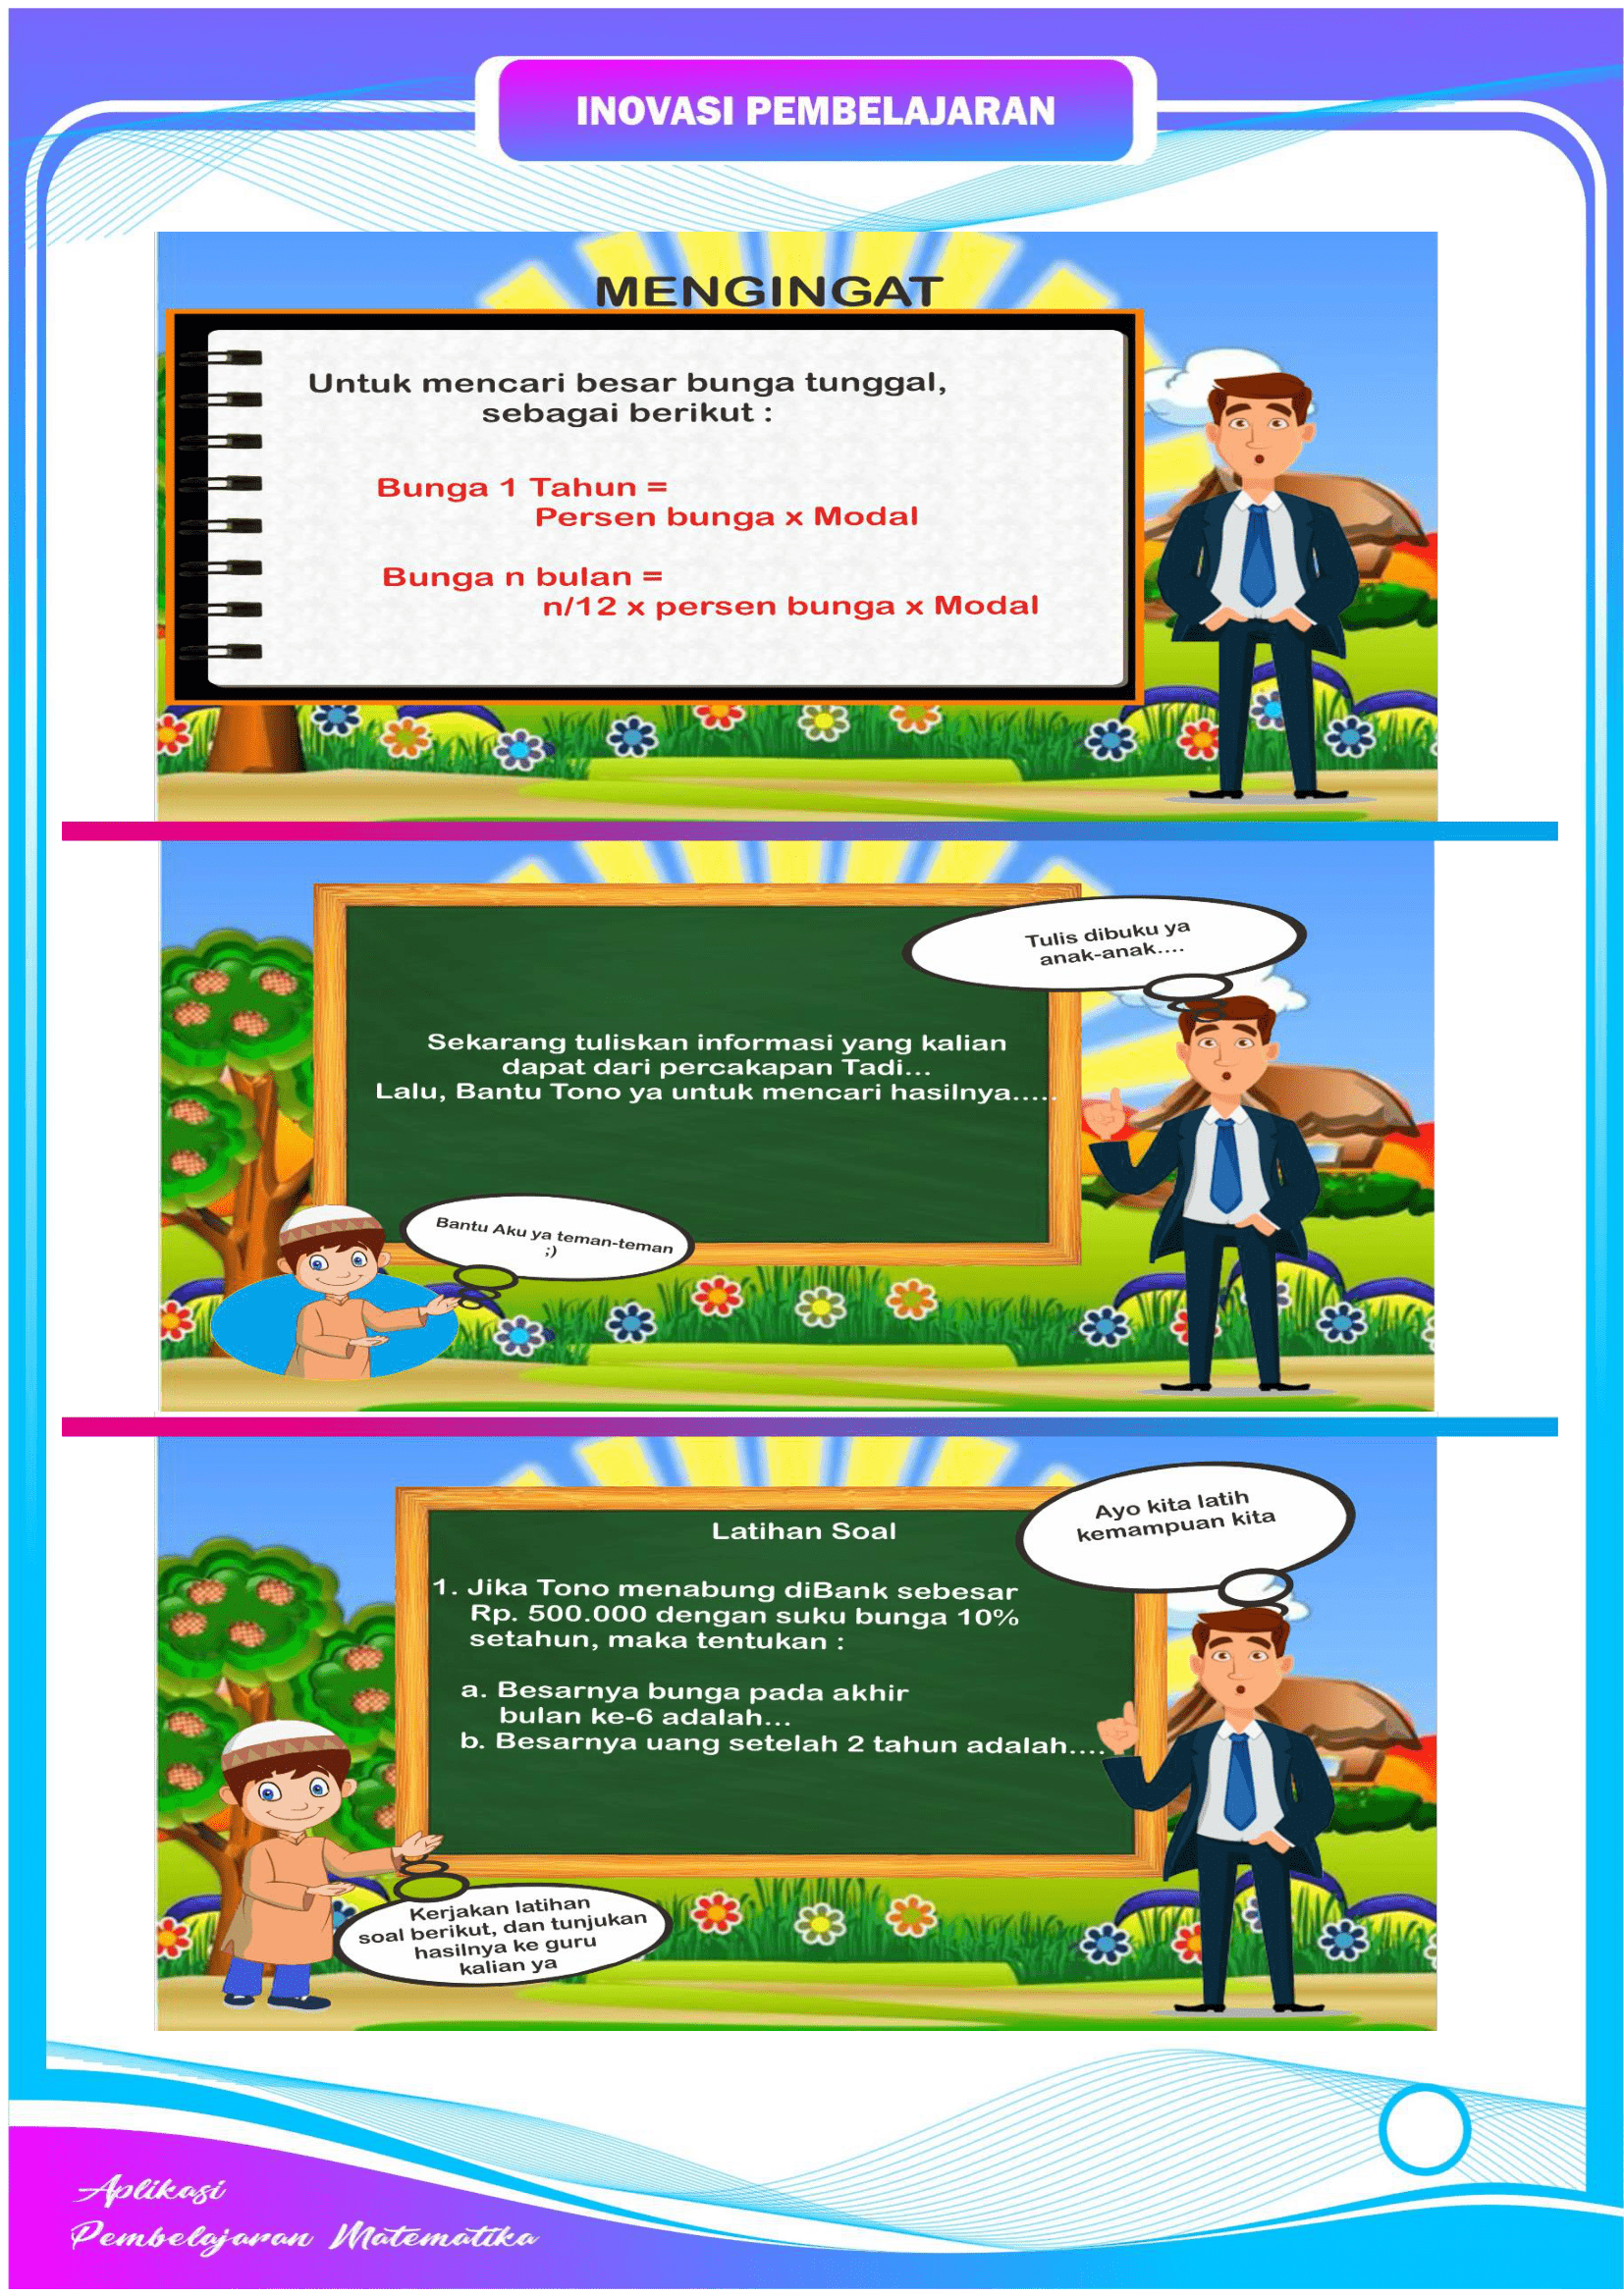 INOVASI PEMBELAJARAN
MENGINGAT
Untuk mencari besar bunga tunggal,
sebagai berikut :
Bunga 1 Tahun =
Persen bunga x Modal
Bunga n bulan =
n/12 x persen bunga x Modal
Tulis dibuku ya
anak-anak....
Sekarang tuliskan informasi yang kalian
dapat dari percakapan Tadi...
Lalu, Bantu Tono ya untuk mencari hasilnya.....
Bantu Aku ya teman-teman
;)
Ayo kita latih
kemampuan kita
Latihan Soal
1. Jika Tono menabung diBank sebesar
Rp. 500.000 dengan suku bunga 10%
setahun, maka tentukan :
a. Besarnya bunga pada akhir
bulan ke-6 adalah...
b. Besarnya uang setelah 2 tahun adalah....
Kerjakan latihan
soal berikut, dan tunjukan
hasilnya ke guru
kalian ya
Aplikasi
Pembelajaran Matematika